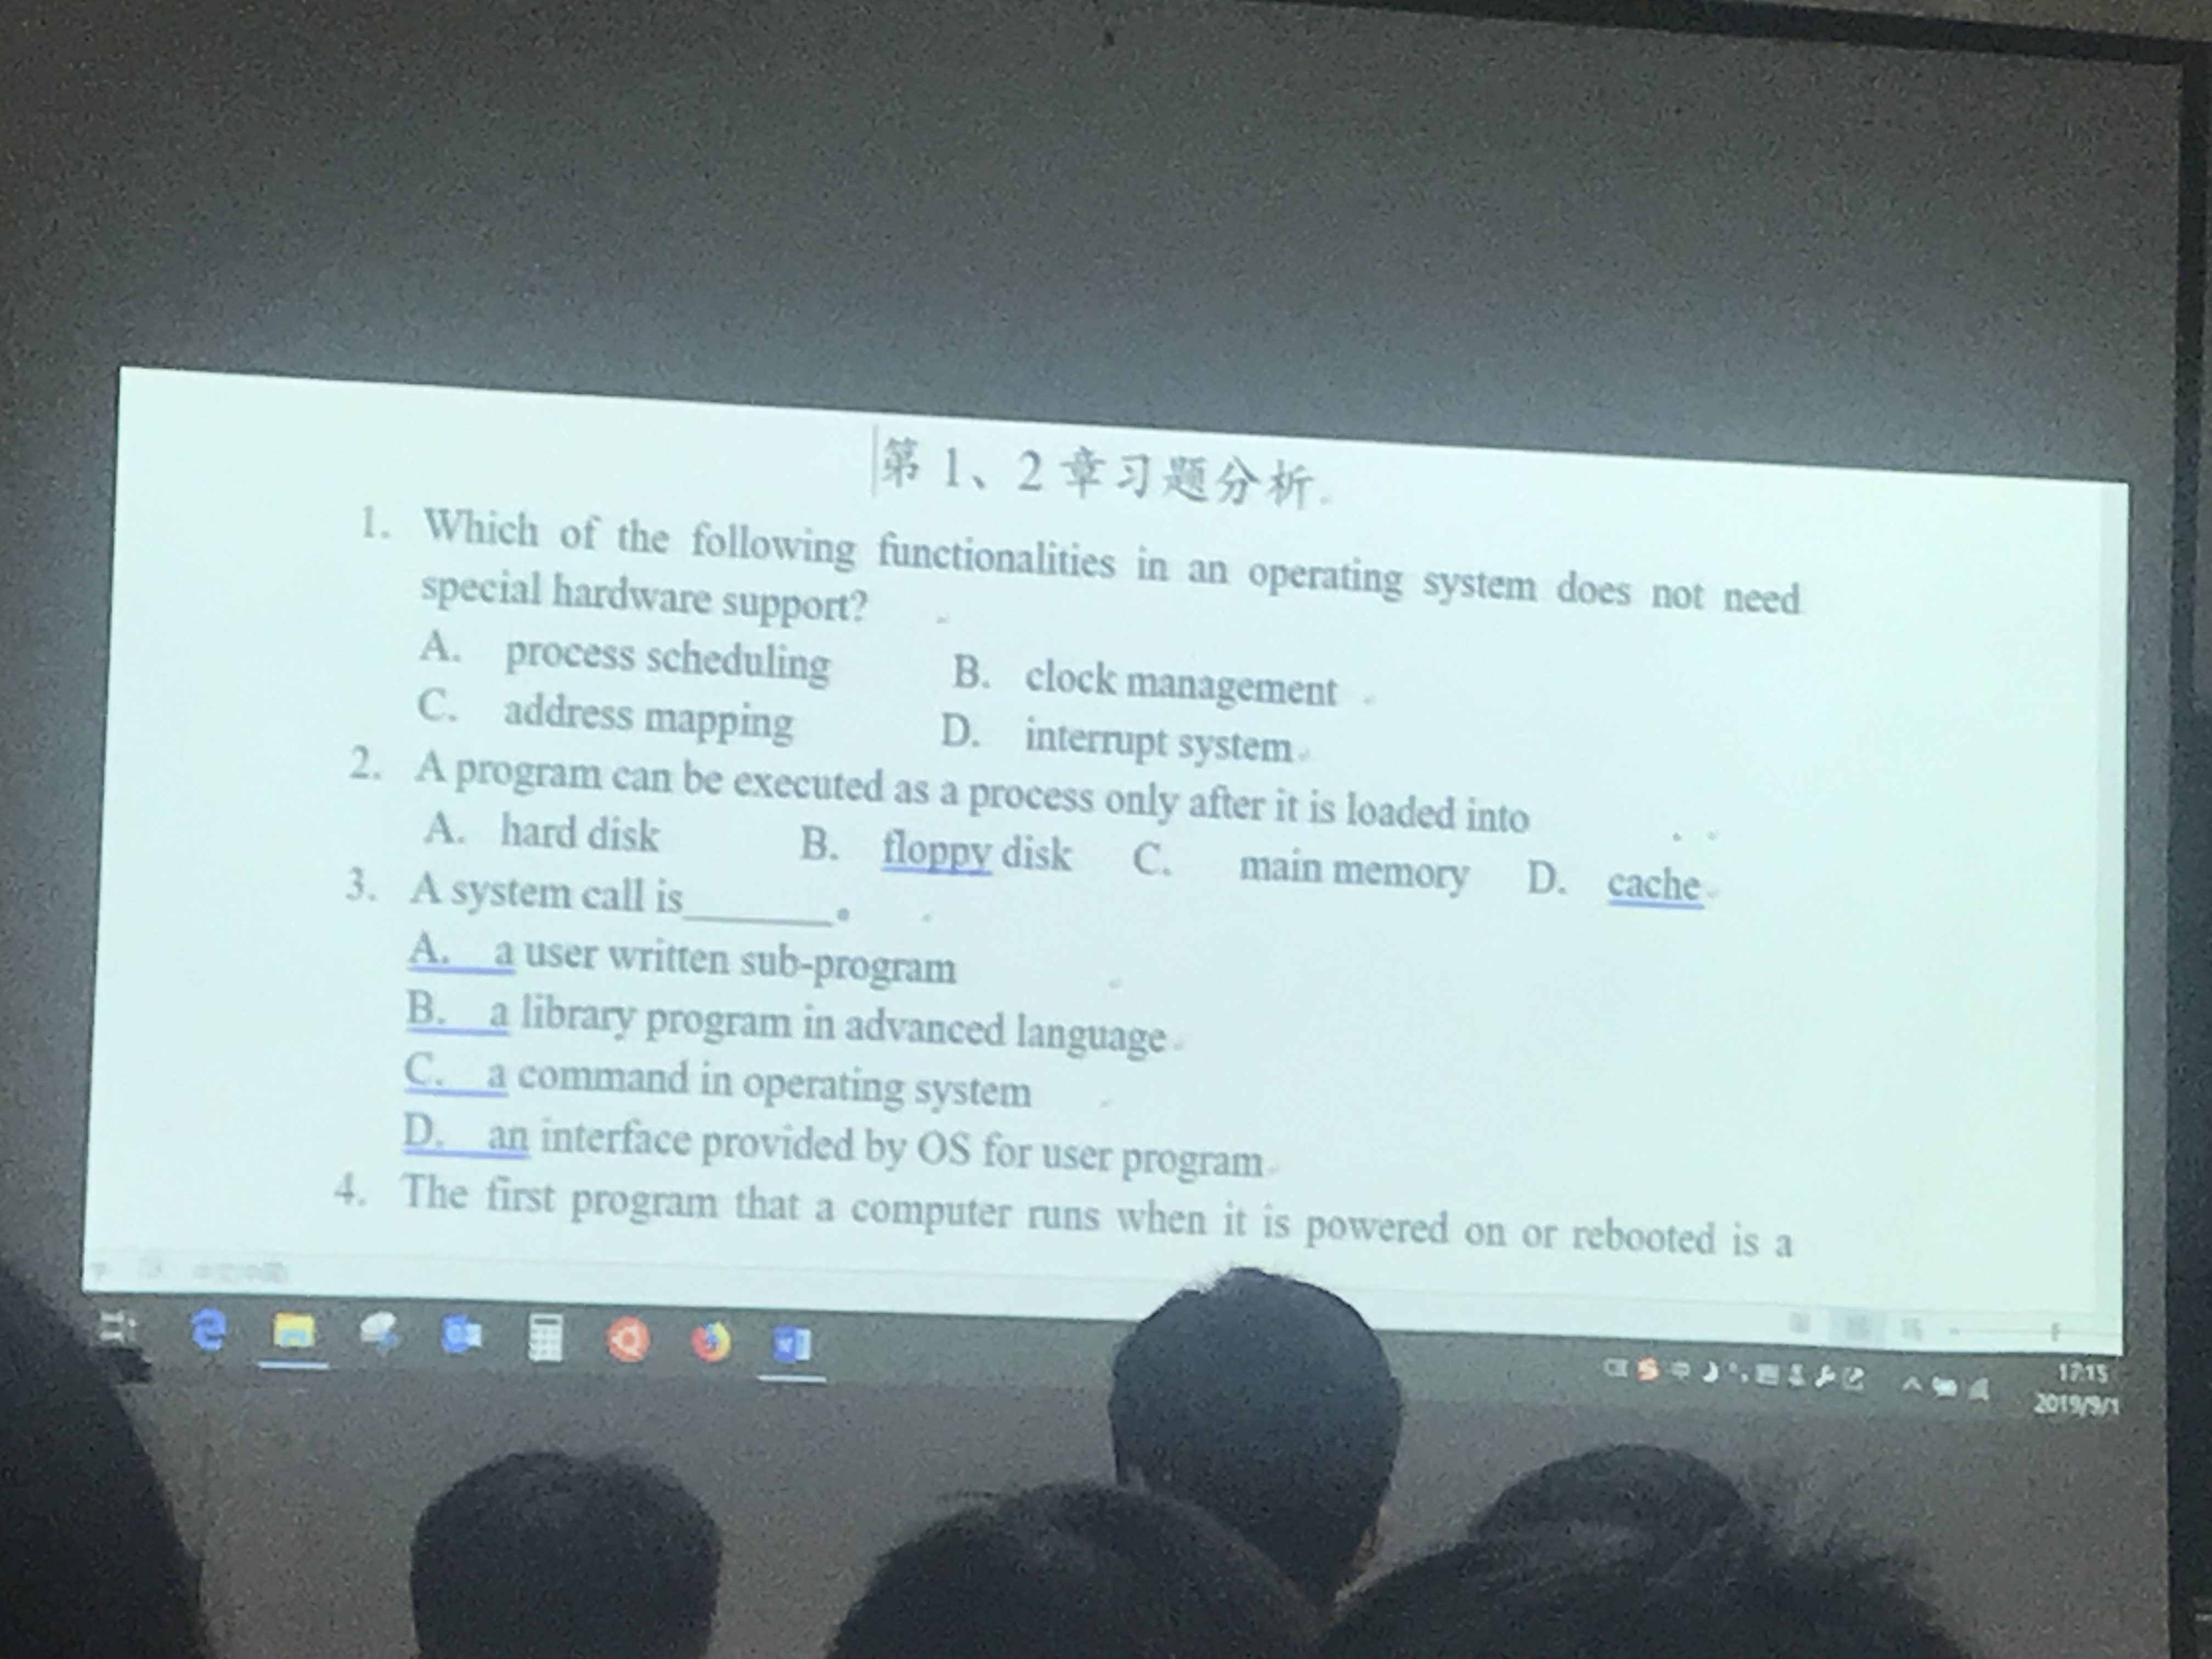 第 1、2 章习题分析
1. Which of the following functionalities in an operating system does not need
special hardware support?
A. process scheduling B. clock management
C. address mapping D. interrupt system
2. A program can be executed as a process only after it is loaded into
A. hard disk B. floppy disk C. main memory D. cache
3. A system call is_______。
A. a user written sub-program
B. a library program in advanced language
C. a command in operating system
D. an interface provided by OS for user program
4. The first program that a computer runs when it is powered on or rebooted is a
17:15
2019/9/1